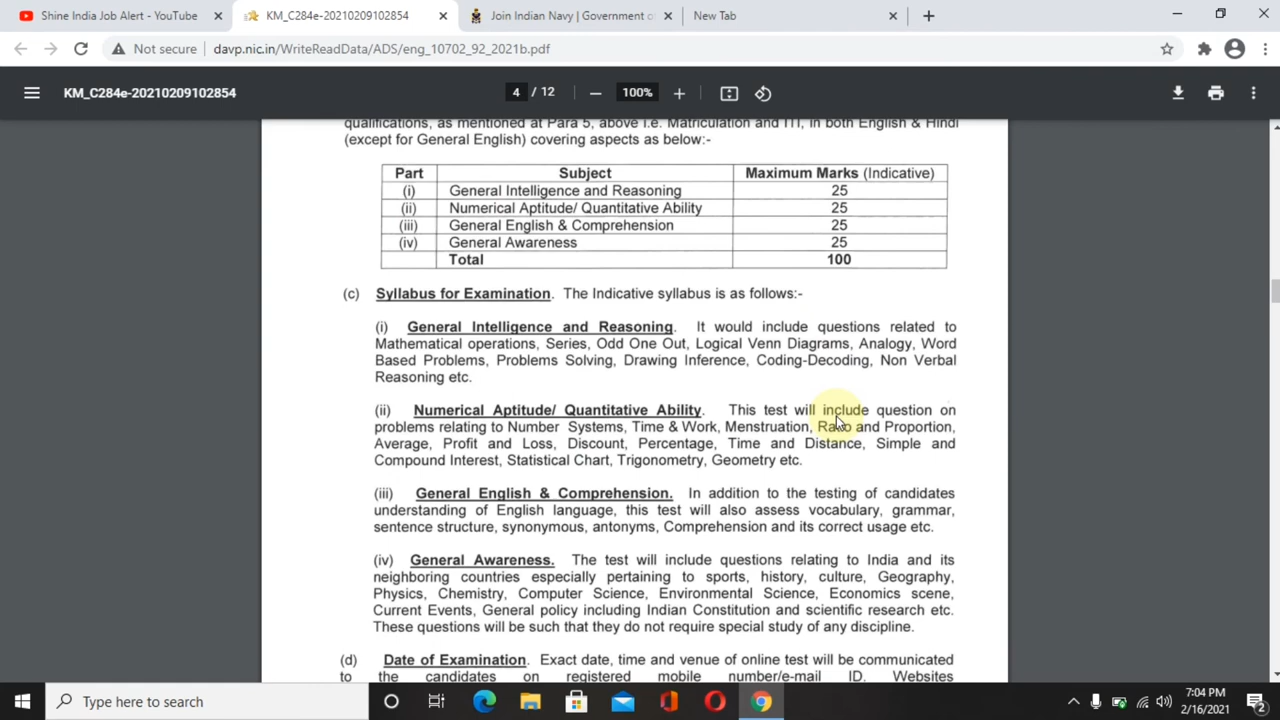 Shine India Job Alert - YouTube
KM_C284e-20210209102854
Join Indian Navy | Government o
New Tab
Not secure
davp.nic.in/WriteReadData/ADS/eng_10702_92_2021b.pdf
KM_C284e-20210209102854
4 / 12
100%
qualifications, as mentioned at Para 5, above i.e. Matriculation and ITI, in both English & Hindi
(except for General English) covering aspects as below:-
Part Subject Maximum Marks (Indicative)
(i) General Intelligence and Reasoning 25
(ii) Numerical Aptitude/ Quantitative Ability 25
(iii) General English & Comprehension 25
(iv) General Awareness 25
Total 100
(c) Syllabus for Examination. The Indicative syllabus is as follows:-
(i) General Intelligence and Reasoning. It would include questions related to
Mathematical operations, Series, Odd One Out, Logical Venn Diagrams, Analogy, Word
Based Problems, Problems Solving, Drawing Inference, Coding-Decoding, Non Verbal
Reasoning etc.
(ii) Numerical Aptitude/ Quantitative Ability. This test will include question on
problems relating to Number Systems, Time & Work, Menstruation, Ratio and Proportion,
Average, Profit and Loss, Discount, Percentage, Time and Distance, Simple and
Compound Interest, Statistical Chart, Trigonometry, Geometry etc.
(iii) General English & Comprehension. In addition to the testing of candidates
understanding of English language, this test will also assess vocabulary, grammar,
sentence structure, synonymous, antonyms, Comprehension and its correct usage etc.
(iv) General Awareness. The test will include questions relating to India and its
neighboring countries especially pertaining to sports, history, culture, Geography,
Physics, Chemistry, Computer Science, Environmental Science, Economics scene,
Current Events, General policy including Indian Constitution and scientific research etc.
These questions will be such that they do not require special study of any discipline.
(d) Date of Examination. Exact date, time and venue of online test will be communicated
to the candidates on registered mobile number/e-mail ID. Websites
Type here to search
7:04 PM
2/16/2021
2